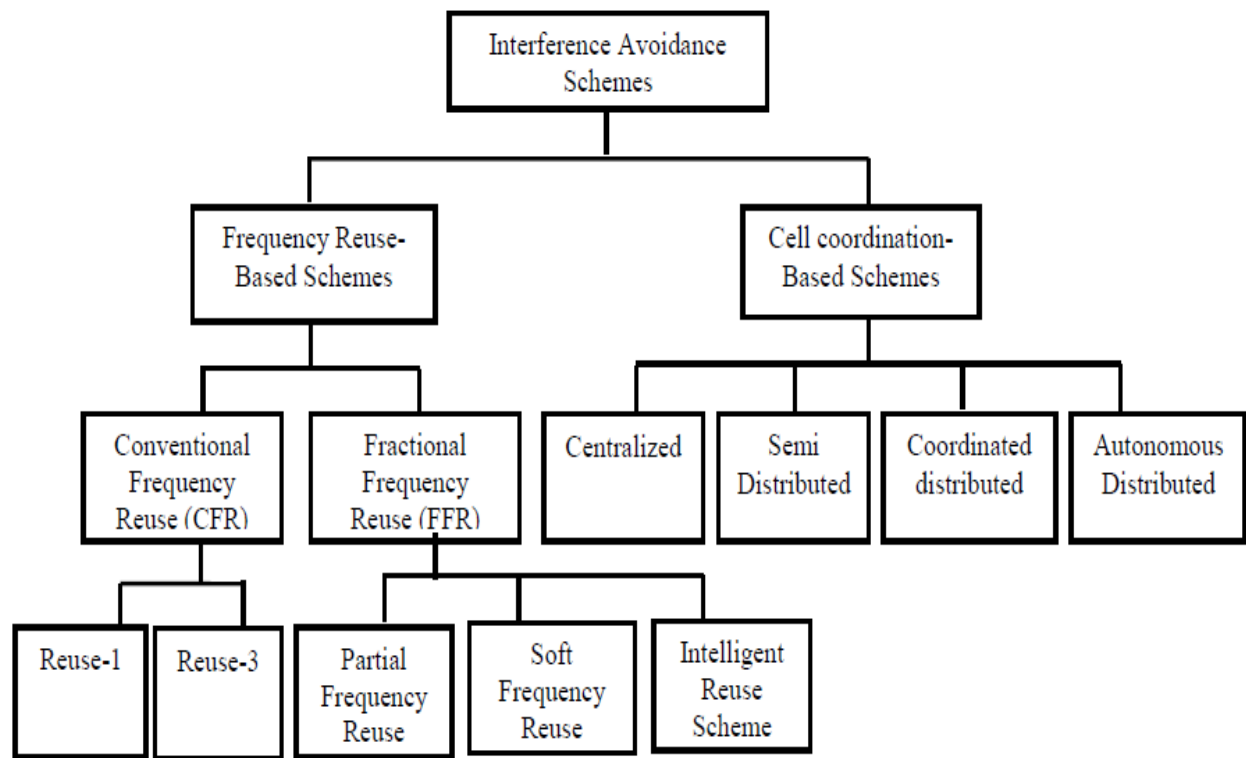 Interference Avoidance
Schemes
Frequency Reuse-
Based Schemes
Cell coordination-
Based Schemes
Conventional
Frequency
Reuse (CFR)
Fractional
Frequency
Reuse (FFR)
Centralized
Semi
Distributed
Coordinated
distributed
Autonomous
Distributed
Reuse-1
Reuse-3
Partial
Frequency
Reuse
Soft
Frequency
Reuse
Intelligent
Reuse
Scheme